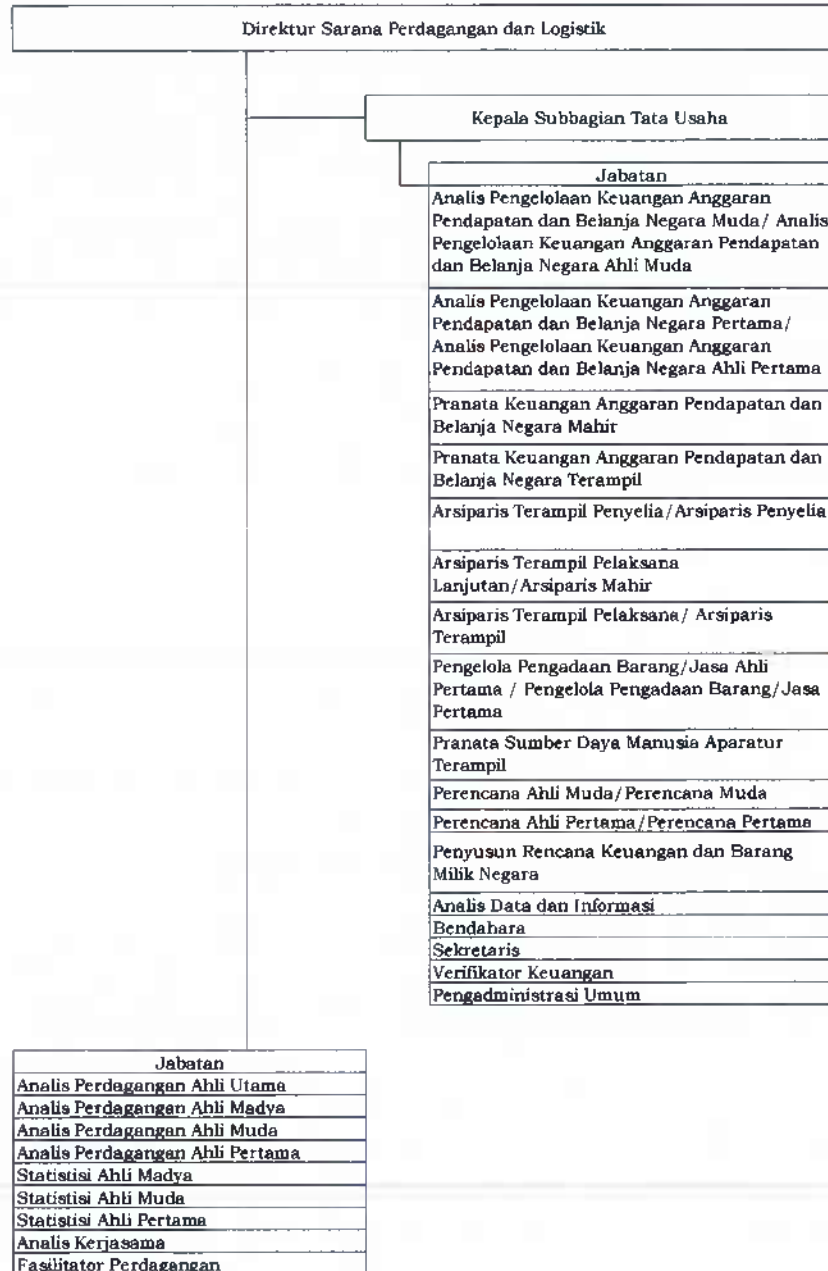 Direktur Sarana Perdagangan dan Logistik
Kepala Subbagian Tata Usaha
Jabatan
Analis Pengelolaan Keuangan Anggaran
Pendapatan dan Belanja Negara Muda/ Analis
Pengelolaan Keuangan Anggaran Pendapatan
dan Belanja Negara Ahli Muda
Analis Pengelolaan Keuangan Anggaran
Pendapatan dan Belanja Negara Pertama/
Analis Pengelolaan Keuangan Anggaran
Pendapatan dan Belanja Negara Ahli Pertama
Pranata Keuangan Anggaran Pendapatan dan
Belanja Negara Mahir
Pranata Keuangan Anggaran Pendapatan dan
Belanja Negara Terampil
Arsiparis Terampil Penyelia/Arsiparis Penyelia
Arsiparis Terampil Pelaksana
Lanjutan/Arsiparis Mahir
Arsiparis Terampil Pelaksana/ Arsiparis
Terampil
Pengelola Pengadaan Barang/Jasa Ahli
Pertama / Pengelola Pengadaan Barang/Jasa
Pertama
Pranata Sumber Daya Manusia Aparatur
Terampil
Perencana Ahli Muda/Perencana Muda
Perencana Ahli Pertama/Perencana Pertama
Penyusun Rencana Keuangan dan Barang
Milik Negara
Analis Data dan Informasi
Bendahara
Sekretaris
Verifikator Keuangan
Pengadministrasi Umum
Jabatan
Analis Perdagangan Ahli Utama
Analis Perdagangan Ahli Madya
Analis Perdagangan Ahli Muda
Analis Perdagangan Ahli Pertama
Statistisi Ahli Madya
Statistisi Ahli Muda
Statistisi Ahli Pertama
Analis Kerjasama
Fasilitator Perdagangan